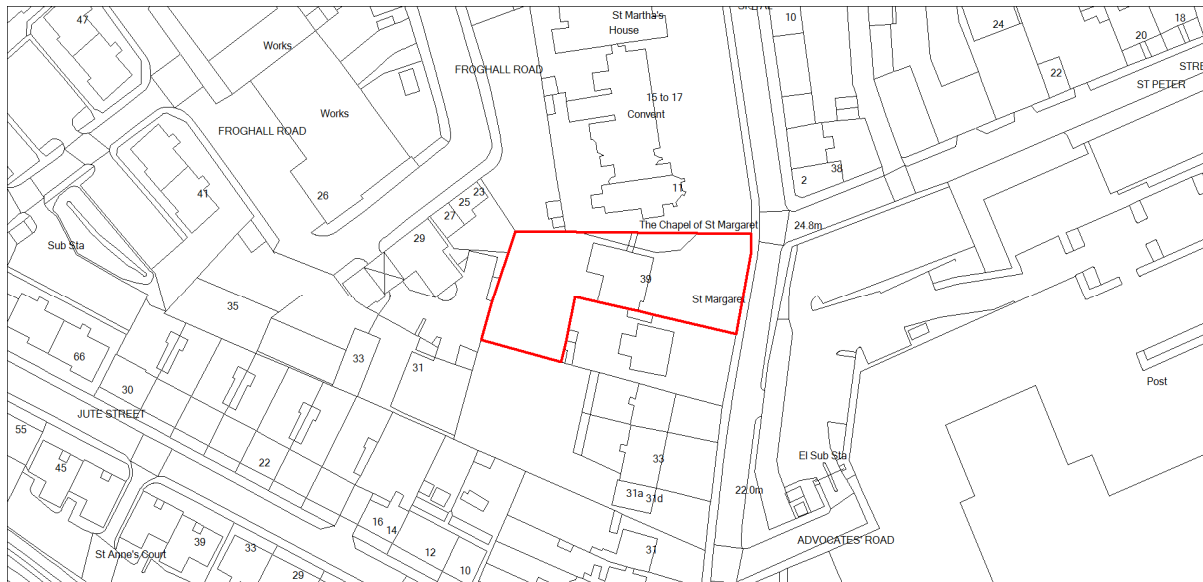 47
Works
St Martha's
House
10
24
18
20
22
STRE
ST PETER
FROGHALL ROAD
15 to 17
Convent
Works
FROGHALL ROAD
41
26
23
25
27
29
11
2
38
The Chapel of St Margaret
24.8m
Sub Sta
39
35
St Margaret
66
33
31
30
Post
JUTE STREET
55
45
22
33
El Sub Sta
31a
31d
22.0m
16
14
12
10
39
33
31
St Anne's Court
29
ADVOCATES' ROAD